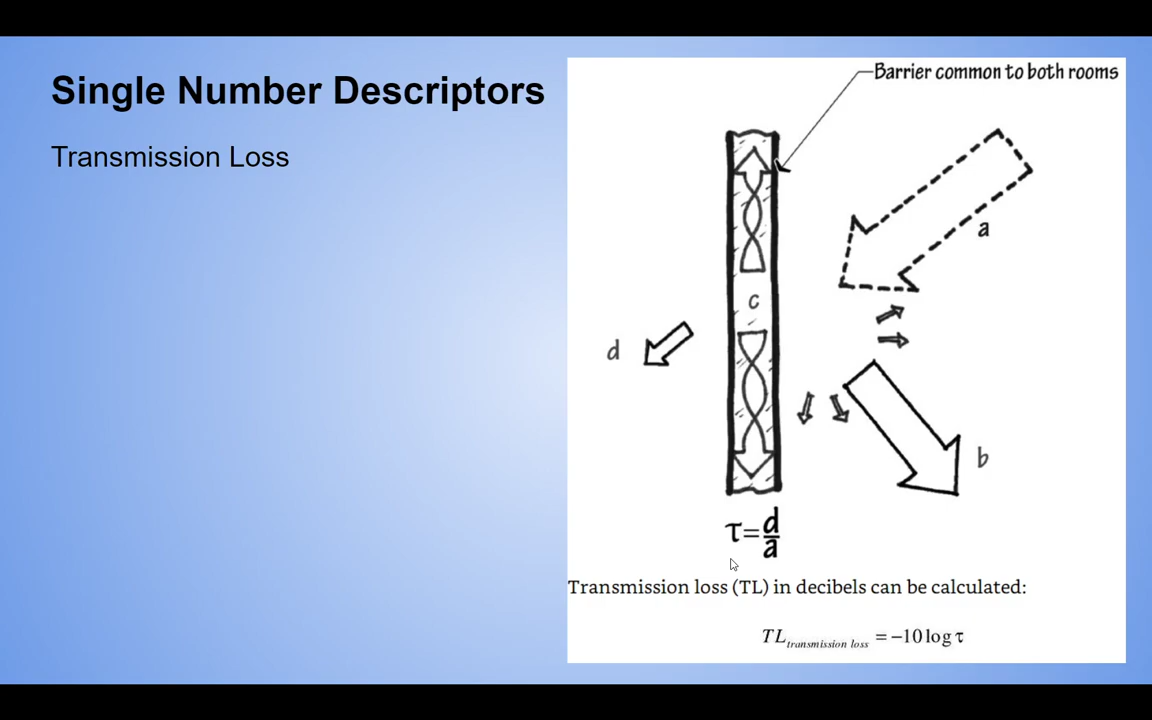 Single Number Descriptors
Transmission Loss
Barrier common to both rooms
a
c
d
b
τ=d/a
Transmission loss (TL) in decibels can be calculated:
TL transmission loss = −10 log τ